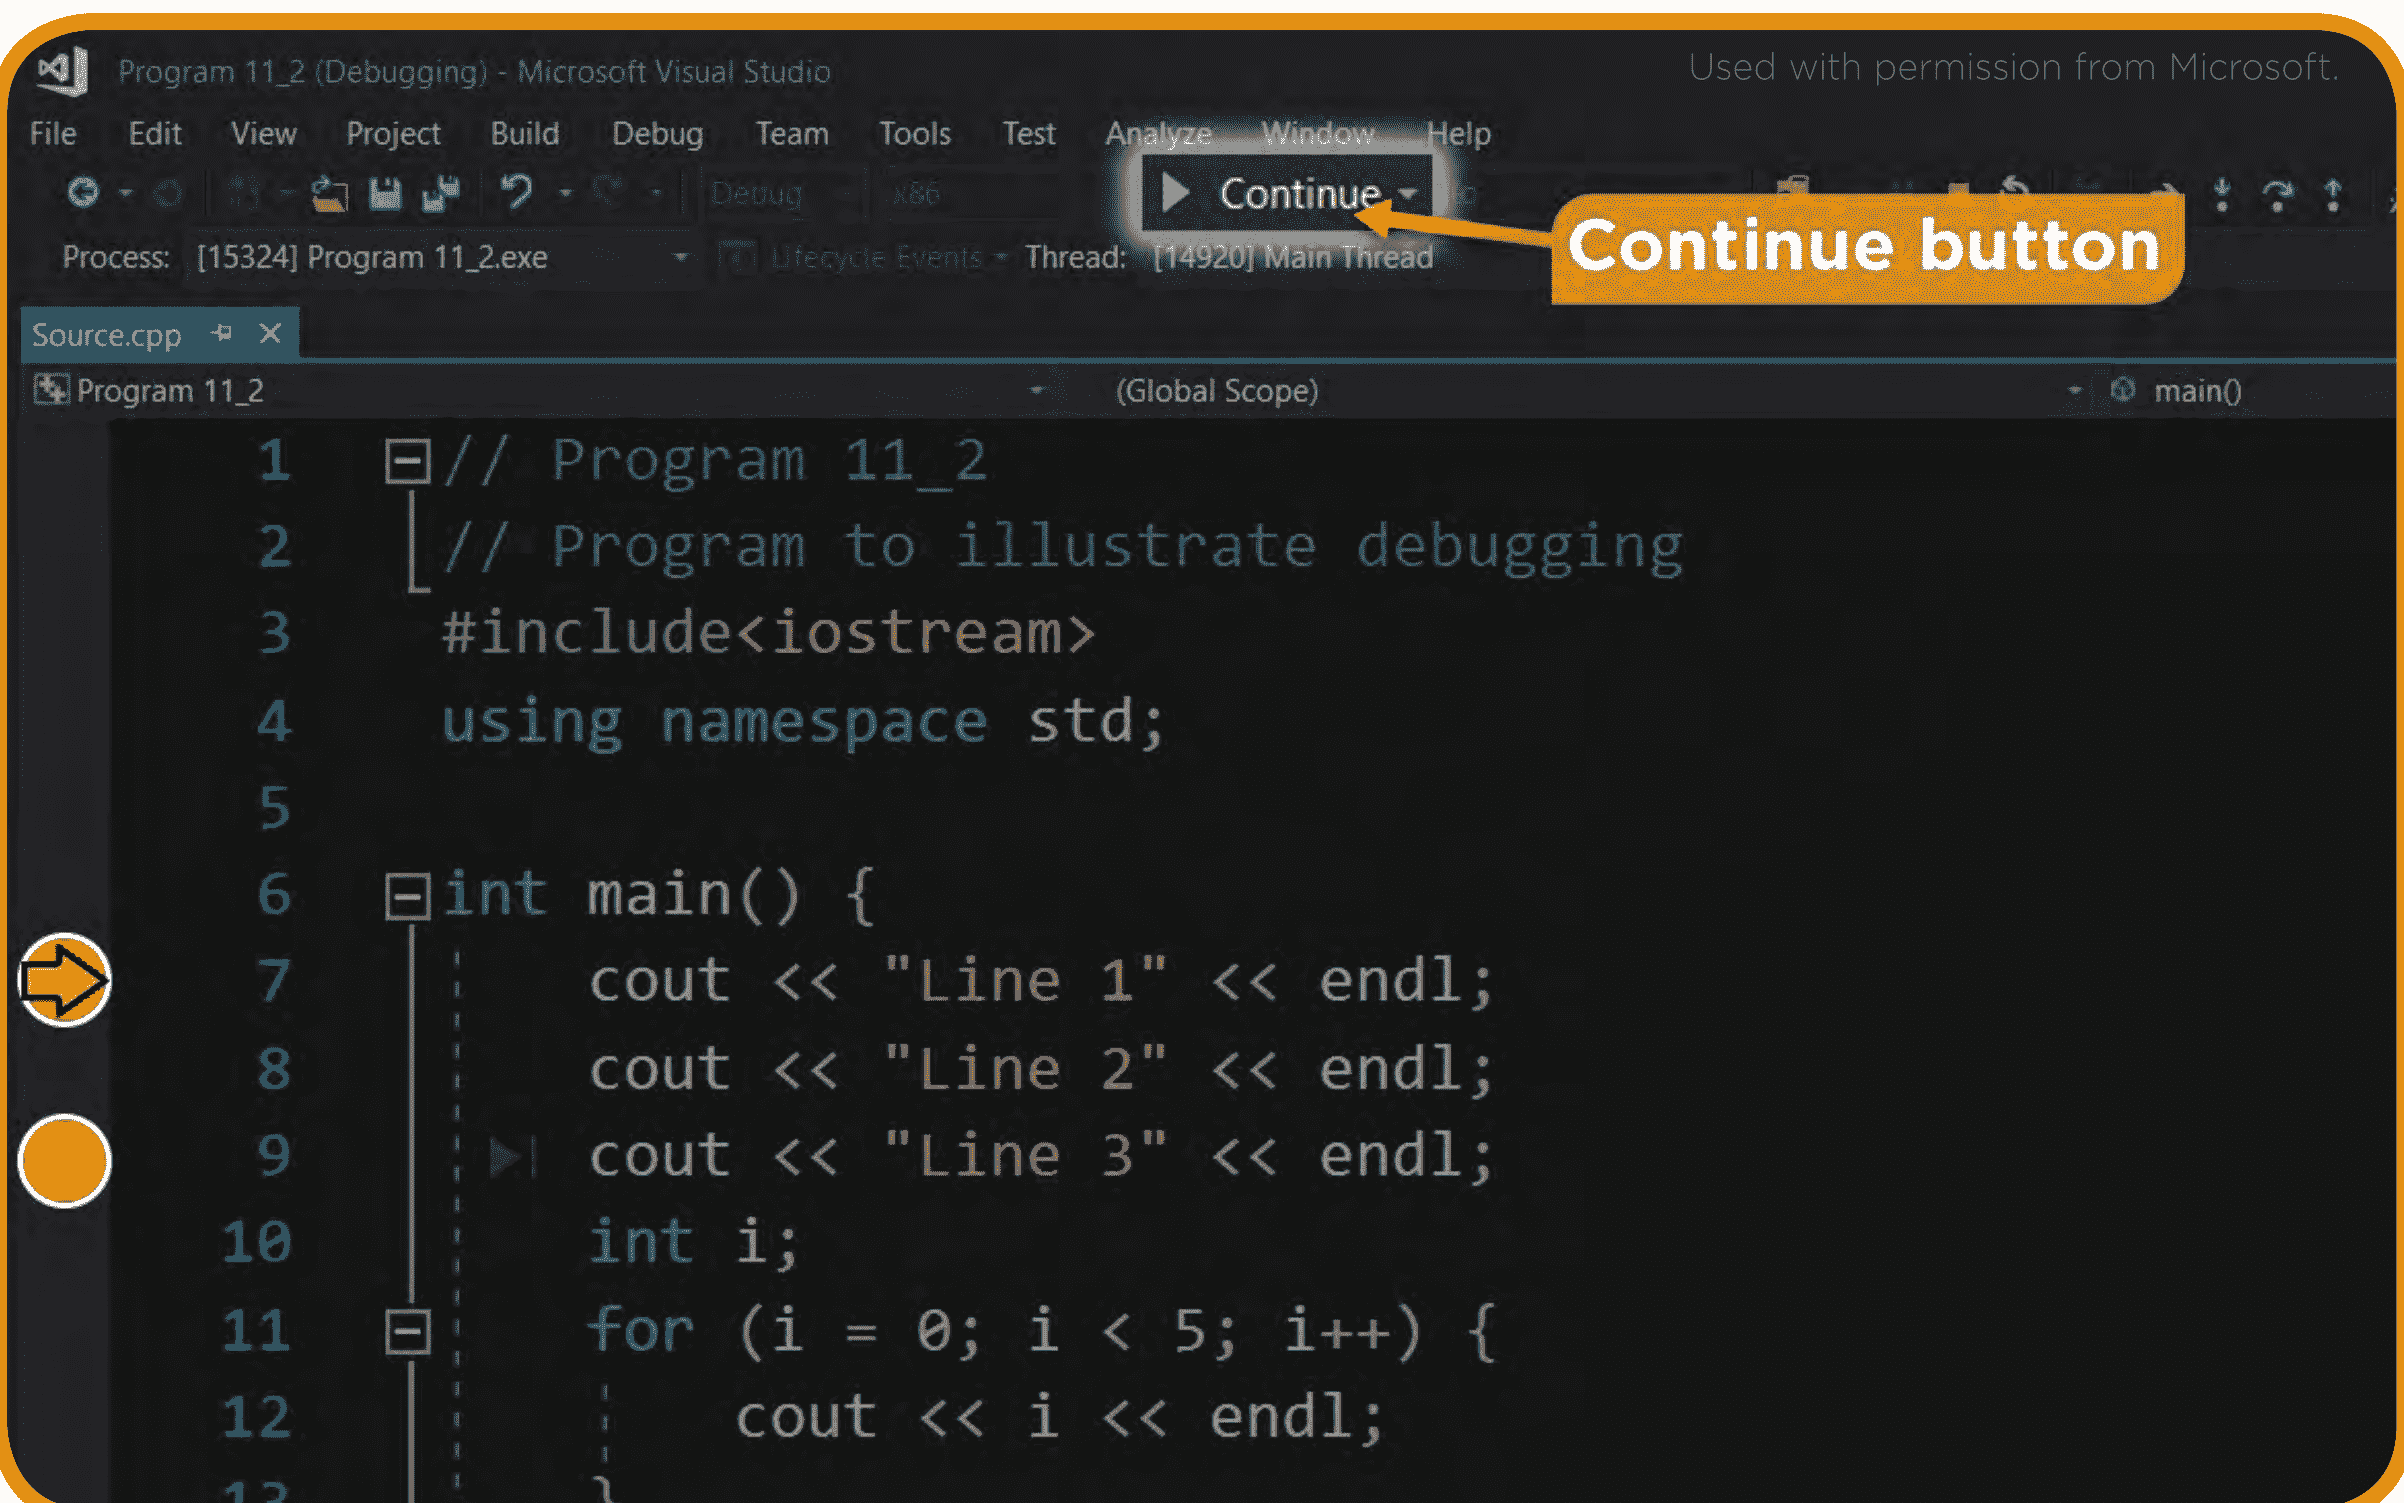 Program 11_2 (Debugging) - Microsoft Visual Studio
Used with permission from Microsoft.
File Edit View Project Build Debug Team Tools Test Analyze Window Help
Debug x86 Continue
Continue button
Process: [15324] Program 11_2.exe Lifecycle Events Thread: [14920] Main Thread
Source.cpp
Program 11_2 (Global Scope) main()
1 // Program 11_2
2 // Program to illustrate debugging
3 #include<iostream>
4 using namespace std;
5
6 int main() {
7 cout << "Line 1" << endl;
8 cout << "Line 2" << endl;
9 cout << "Line 3" << endl;
10 int i;
11 for (i = 0; i < 5; i++) {
12 cout << i << endl;
13 }